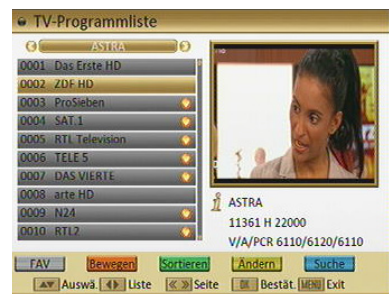 TV-Programmliste
ASTRA
0001 Das Erste HD
0002 ZDF HD
0003 ProSieben
0004 SAT.1
0005 RTL Television
0006 TELE 5
0007 DAS VIERTE
0008 arte HD
0009 N24
0010 RTL2
ASTRA
11361 H 22000
V/A/PCR 6110/6120/6110
FAV Bewegen Sortieren Ändern Suche
Auswä. Liste Seite OK Bestät. MENU Exit